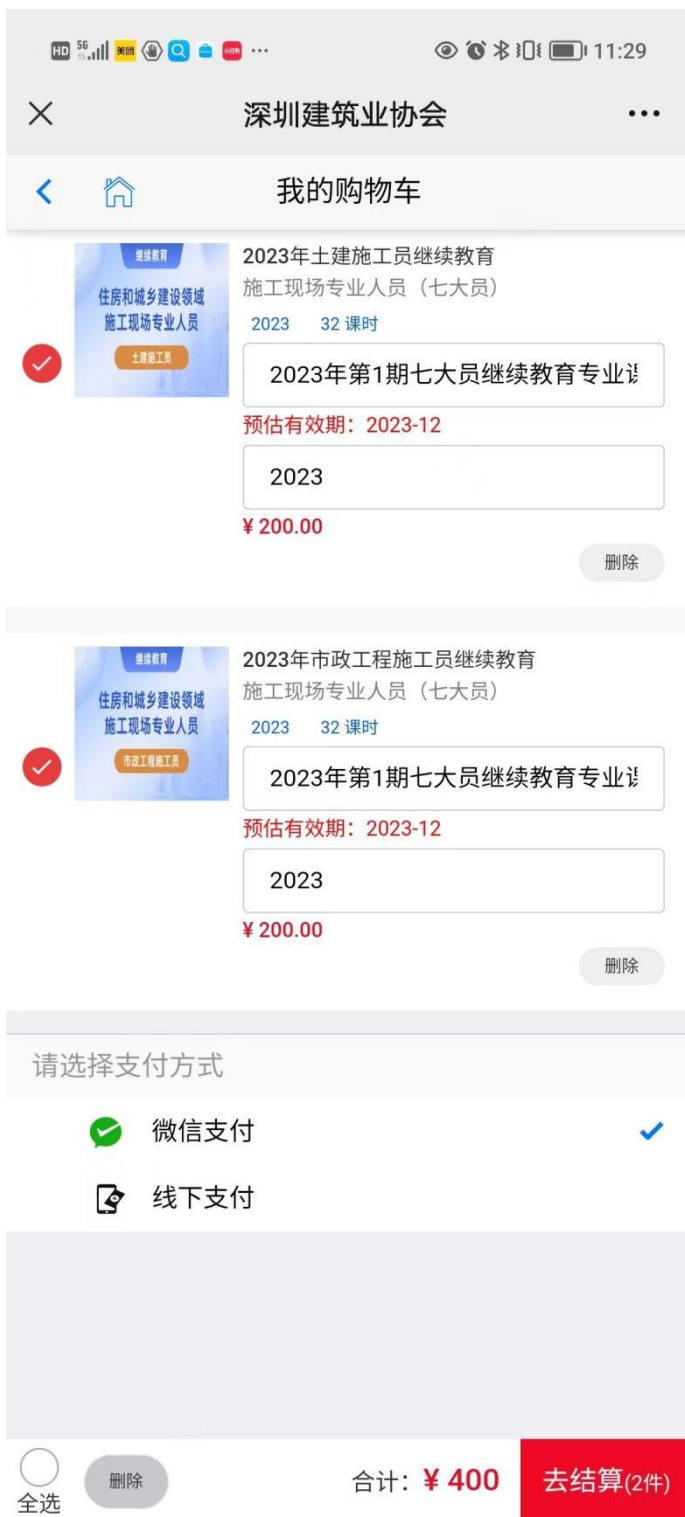 HD 5G 美团 ... 11:29
深圳建筑业协会
我的购物车
继续教育
住房和城乡建设领域
施工现场专业人员
土建施工员
2023年土建施工员继续教育
施工现场专业人员（七大员）
2023 32 课时
2023年第1期七大员继续教育专业
预估有效期：2023-12
2023
¥ 200.00
删除
继续教育
住房和城乡建设领域
施工现场专业人员
市政工程施工员
2023年市政工程施工员继续教育
施工现场专业人员（七大员）
2023 32 课时
2023年第1期七大员继续教育专业
预估有效期：2023-12
2023
¥ 200.00
删除
请选择支付方式
微信支付
线下支付
全选 删除 合计：¥ 400 去结算(2件)